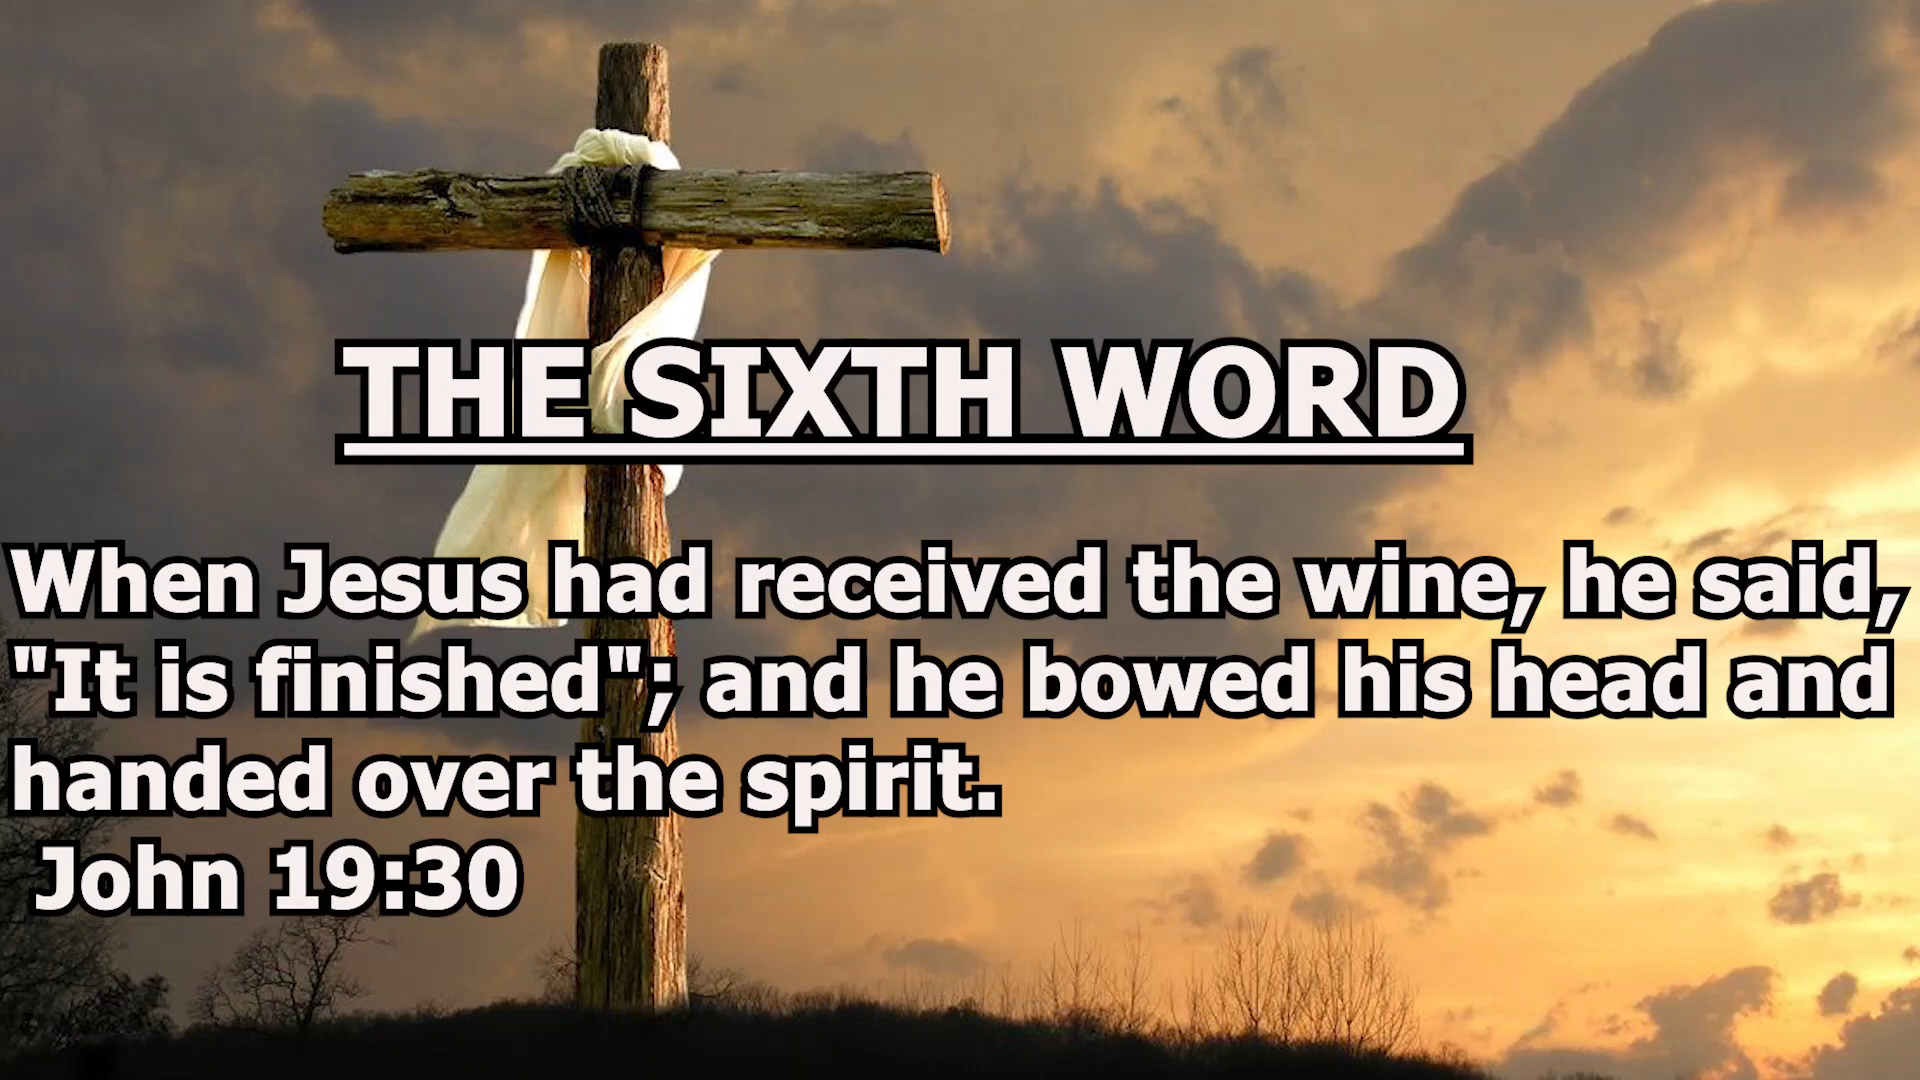 THE SIXTH WORD
When Jesus had received the wine, he said,
"It is finished"; and he bowed his head and
handed over the spirit.
John 19:30